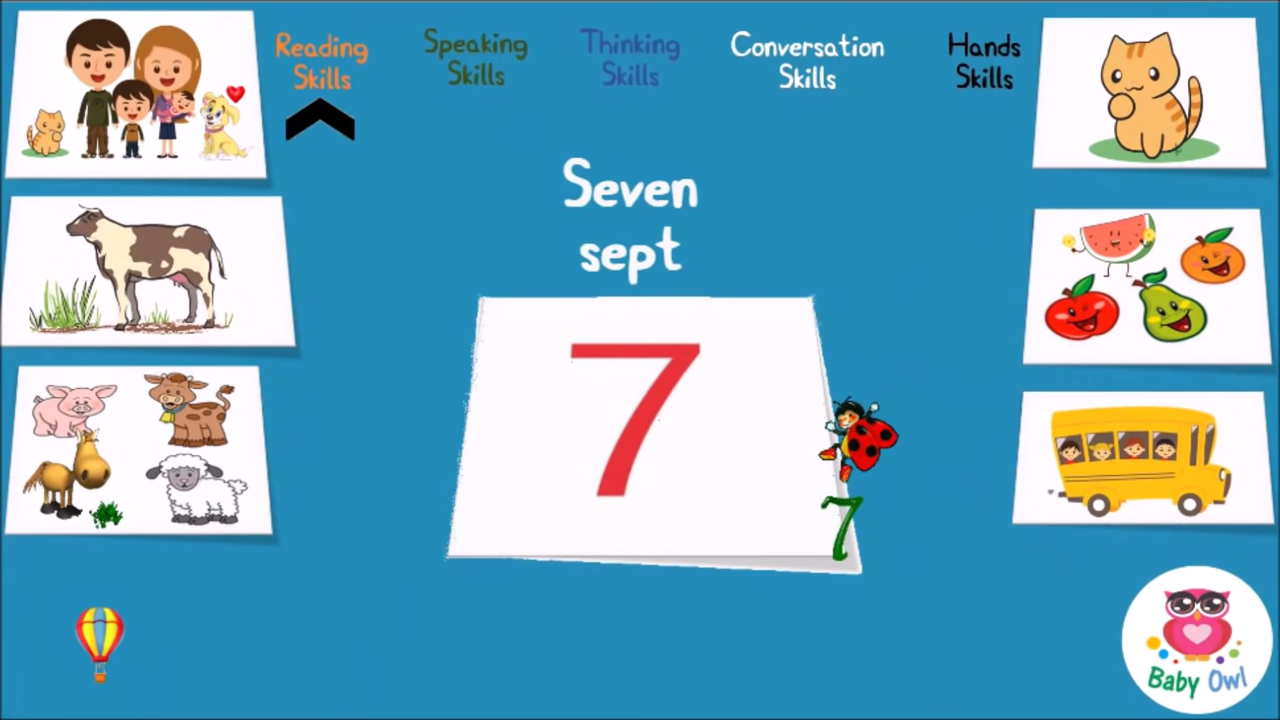 Reading
Skills
Speaking
Skills
Thinking
Skills
Conversation
Skills
Hands
Skills
Seven
sept
7
7
Baby Owl